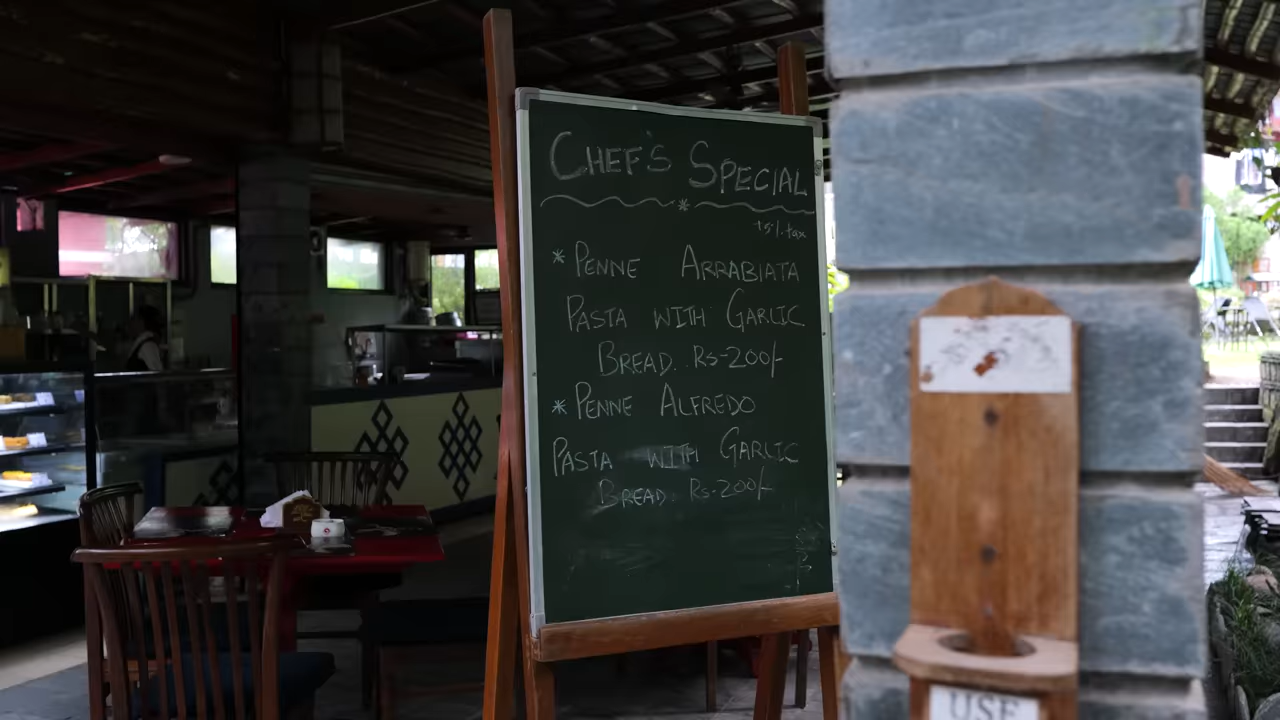 CHEF'S SPECIAL
+5% tax
* PENNE ARRABIATA
PASTA WITH GARLIC
BREAD. Rs-200/-
* PENNE ALFREDO
PASTA WITH GARLIC
BREAD. Rs-200/-
USE